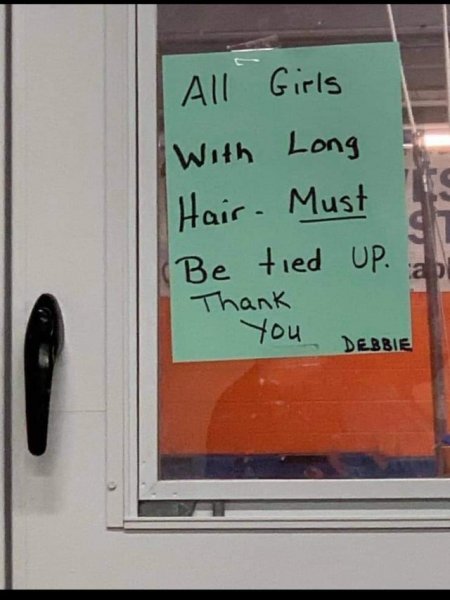 All Girls
With Long
Hair - Must
Be tied UP.
Thank
You
DEBBIE